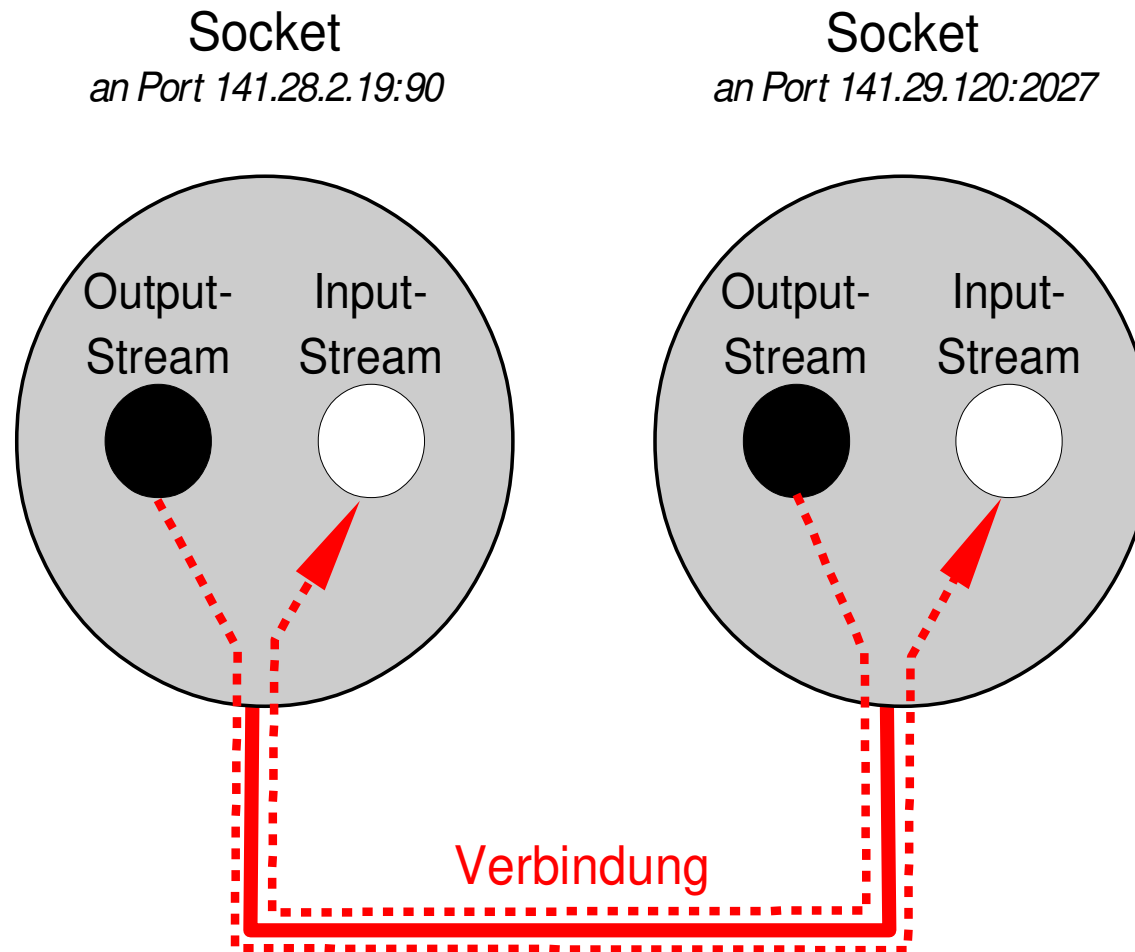 Socket
an Port 141.28.2.19:90
Socket
an Port 141.29.120:2027
Output-
Stream
Input-
Stream
Output-
Stream
Input-
Stream
Verbindung